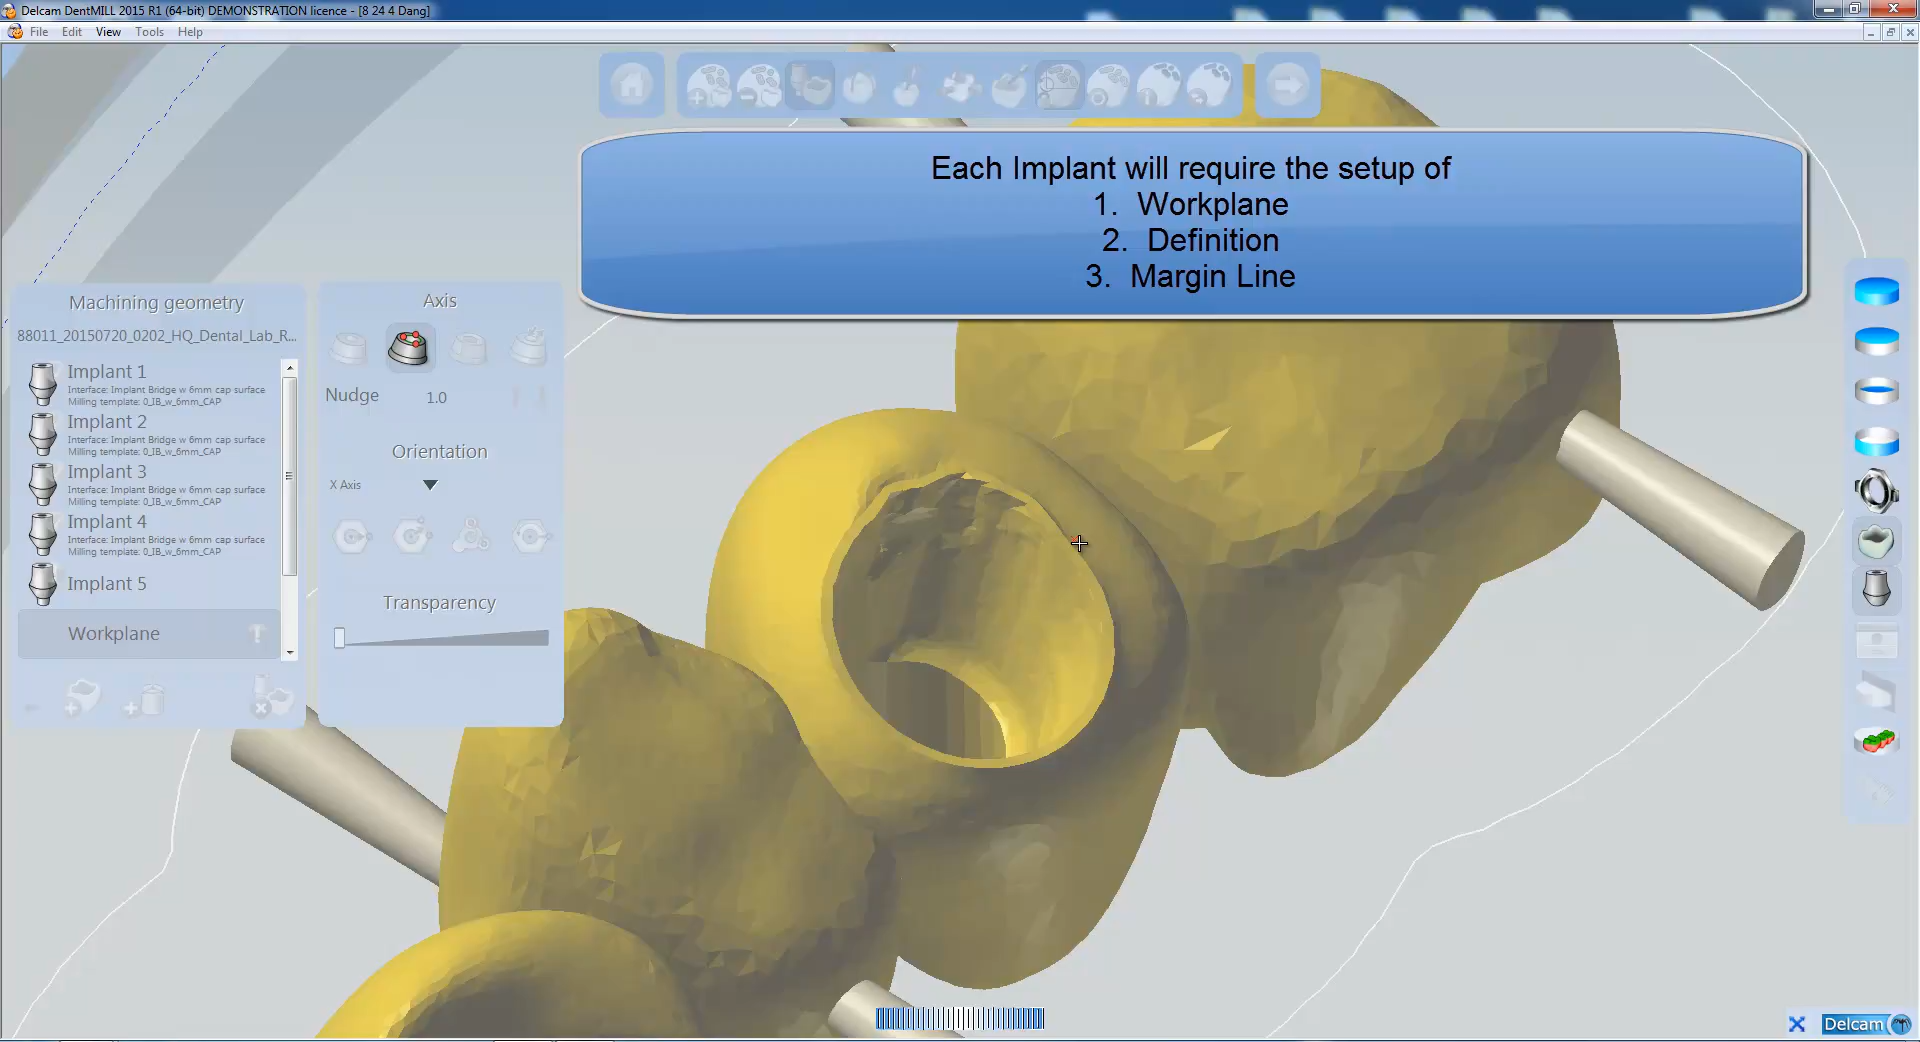 Delcam DentMILL 2015 R1 (64-bit) DEMONSTRATION licence - [8 24 4 Dang]
File Edit View Tools Help
Each Implant will require the setup of
1. Workplane
2. Definition
3. Margin Line
Machining geometry
88011_20150720_0202_HQ_Dental_Lab_R...
Implant 1
Interface: Implant Bridge w 6mm cap surface
Milling template: 0_IB_w_6mm_CAP
Implant 2
Interface: Implant Bridge w 6mm cap surface
Milling template: 0_IB_w_6mm_CAP
Implant 3
Interface: Implant Bridge w 6mm cap surface
Milling template: 0_IB_w_6mm_CAP
Implant 4
Interface: Implant Bridge w 6mm cap surface
Milling template: 0_IB_w_6mm_CAP
Implant 5
Workplane
Axis
Nudge 1.0
Orientation
X Axis
Transparency
Delcam